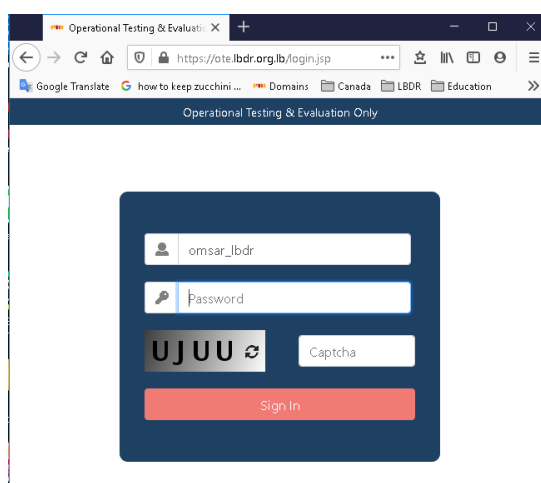 Operational Testing & Evaluatio
https://ote.lbdr.org.lb/login.jsp
Google Translate how to keep zucchini ... Domains Canada LBDR Education
Operational Testing & Evaluation Only
omsar_lbdr
Password
UJUU Captcha
Sign In